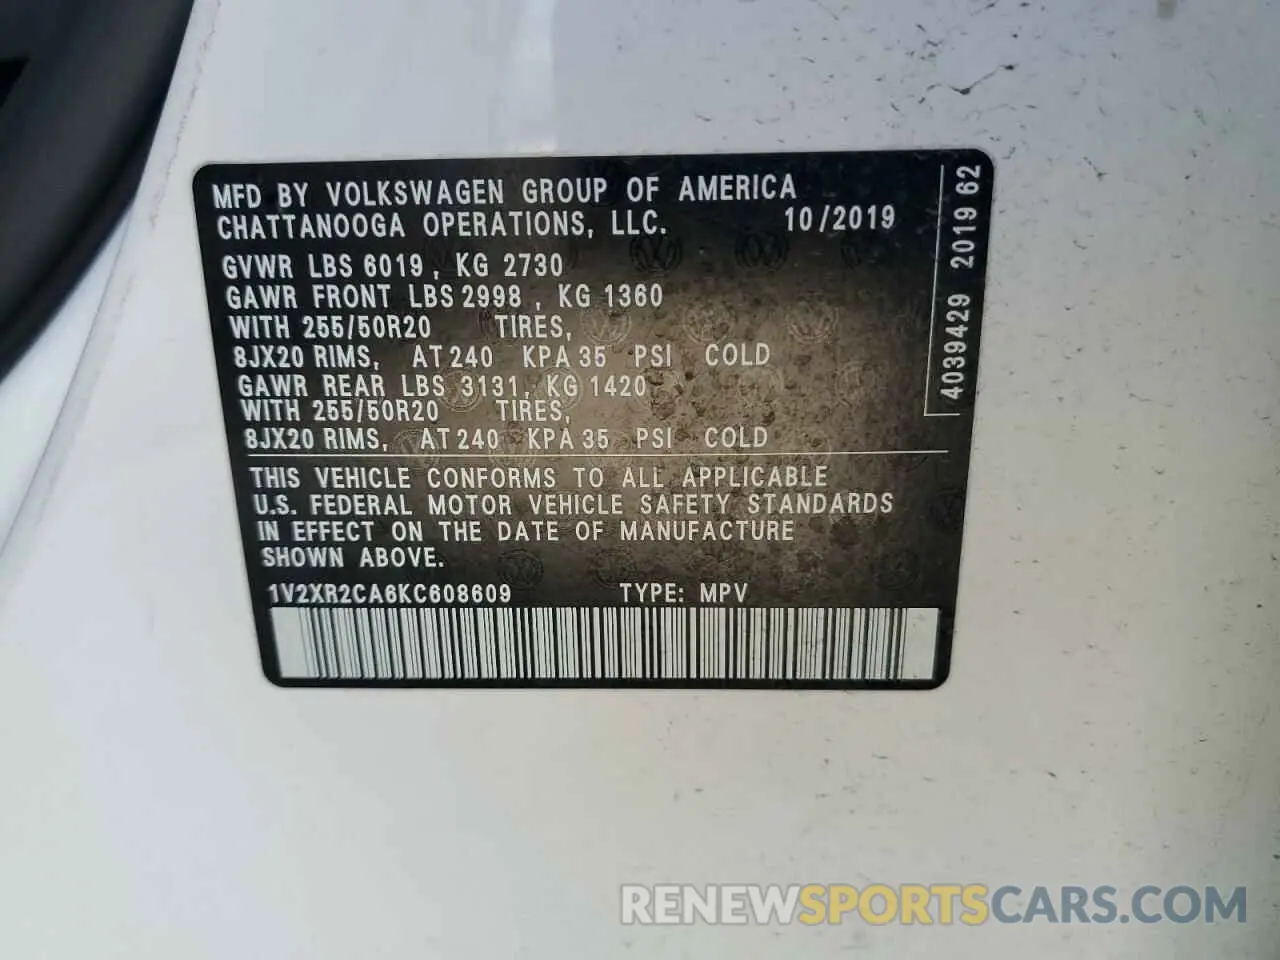 MFD BY VOLKSWAGEN GROUP OF AMERICA
CHATTANOOGA OPERATIONS, LLC. 10/2019
GVWR LBS 6019, KG 2730
GAWR FRONT LBS 2998, KG 1360
WITH 255/50R20 TIRES,
8JX20 RIMS, AT 240 KPA 35 PSI COLD
GAWR REAR LBS 3131, KG 1420
WITH 255/50R20 TIRES,
8JX20 RIMS, AT 240 KPA 35 PSI COLD
THIS VEHICLE CONFORMS TO ALL APPLICABLE
U.S. FEDERAL MOTOR VEHICLE SAFETY STANDARDS
IN EFFECT ON THE DATE OF MANUFACTURE
SHOWN ABOVE.
1V2XR2CA6KC608609 TYPE: MPV
4039429 2019 62
RENEWSPORTSCARS.COM